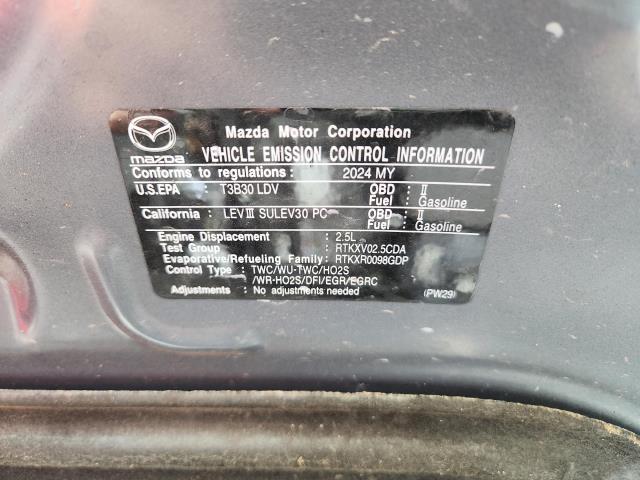 Mazda Motor Corporation
mazda VEHICLE EMISSION CONTROL INFORMATION
Conforms to regulations : 2024 MY
U.S.EPA : T3B30 LDV OBD : II
Fuel : Gasoline
California : LEV III SULEV30 PC OBD : II
Fuel : Gasoline
Engine Displacement : 2.5L
Test Group : RTKXV02.5CDA
Evaporative/Refueling Family: RTKXR0098GDP
Control Type : TWC/WU-TWC/HO2S
/WR-HO2S/DFI/EGR/EGRC
Adjustments : No adjustments needed (PW29)